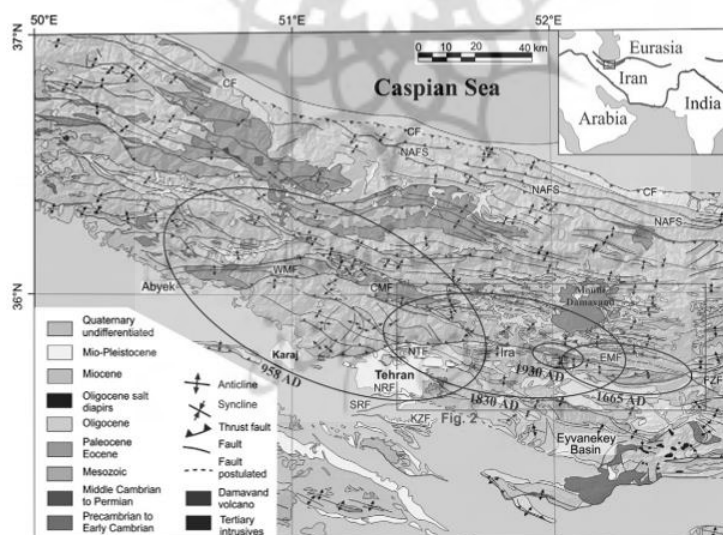 50°E
51°E
52°E
37°N
0 10 20 40 km
Eurasia
Iran
India
Arabia
Caspian Sea
CF
CF
NAFS
NAFS
CF
NAFS
WMF
CMF
Abyek
36°N
Mount
Damavand
Karaj
NTF
Ira
EMF
1930 AD
Tehran
958 AD
NRF
1830 AD
1665 AD
SRF
KZF
Fig. 2
Eyvanekey
Basin
Quaternary
undifferentiated
Mio-Pleistocene
Miocene
Oligocene salt
diapirs
Oligocene
Paleocene
Eocene
Mesozoic
Middle Cambrian
to Permian
Precambrian to
Early Cambrian
Anticline
Syncline
Thrust fault
Fault
Fault
postulated
Damavand
volcano
Tertiary
intrusives